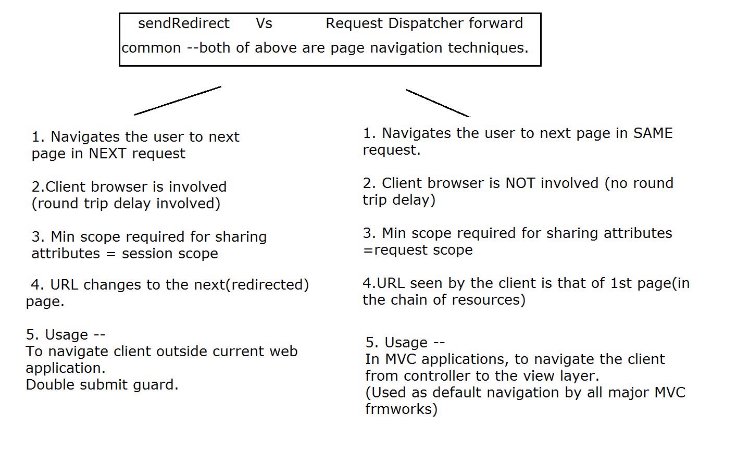 sendRedirect Vs Request Dispatcher forward
common --both of above are page navigation techniques.
1. Navigates the user to next
page in NEXT request
2.Client browser is involved
(round trip delay involved)
3. Min scope required for sharing
attributes = session scope
4. URL changes to the next(redirected)
page.
5. Usage --
To navigate client outside current web
application.
Double submit guard.
1. Navigates the user to next page in SAME
request.
2. Client browser is NOT involved (no round
trip delay)
3. Min scope required for sharing attributes
=request scope
4.URL seen by the client is that of 1st page(in
the chain of resources)
5. Usage --
In MVC applications, to navigate the client
from controller to the view layer.
(Used as default navigation by all major MVC
frmworks)